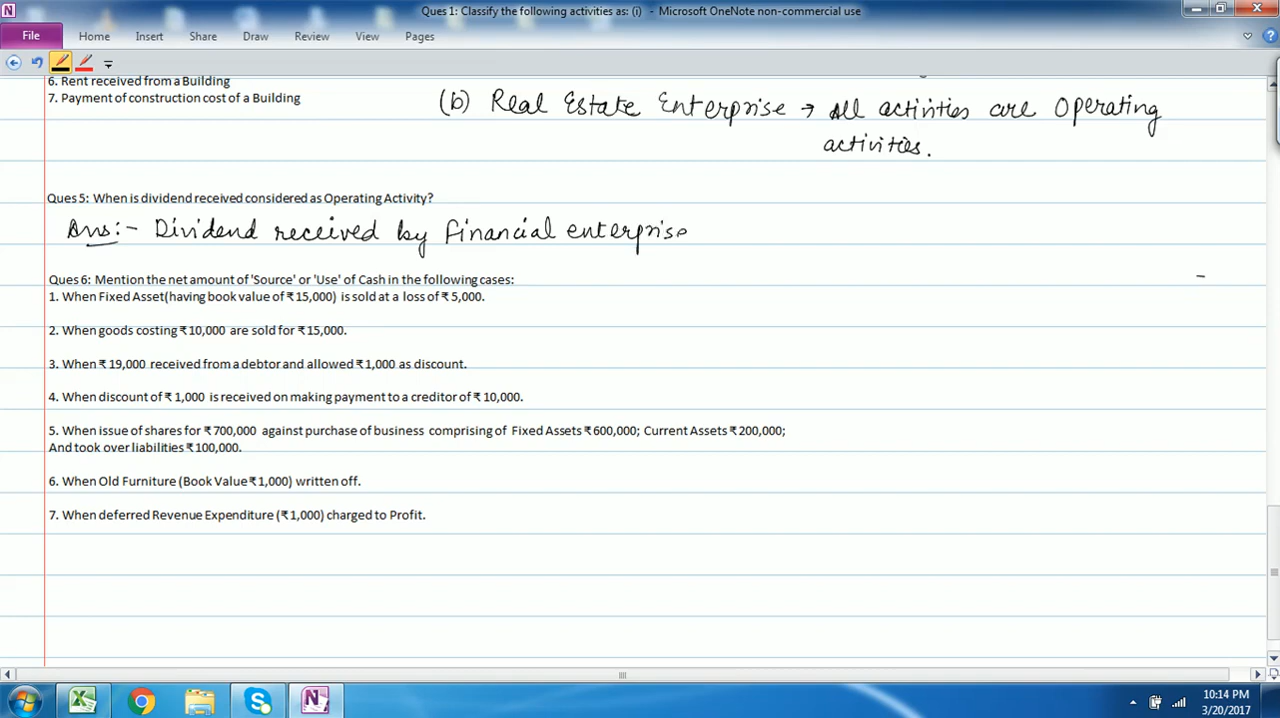 Ques 1: Classify the following activities as: (i) - Microsoft OneNote non-commercial use
File Home Insert Share Draw Review View Pages
6. Rent received from a Building
7. Payment of construction cost of a Building
(b) Real Estate Enterprise → All activities are Operating
activities.
Ques 5: When is dividend received considered as Operating Activity?
Ans:- Dividend received by Financial enterprise
Ques 6: Mention the net amount of 'Source' or 'Use' of Cash in the following cases:
1. When Fixed Asset(having book value of ₹15,000) is sold at a loss of ₹ 5,000.
2. When goods costing ₹10,000 are sold for ₹15,000.
3. When ₹ 19,000 received from a debtor and allowed ₹1,000 as discount.
4. When discount of ₹ 1,000 is received on making payment to a creditor of ₹ 10,000.
5. When issue of shares for ₹700,000 against purchase of business comprising of Fixed Assets ₹600,000; Current Assets ₹200,000;
And took over liabilities ₹100,000.
6. When Old Furniture (Book Value ₹1,000) written off.
7. When deferred Revenue Expenditure (₹1,000) charged to Profit.
10:14 PM
3/20/2017